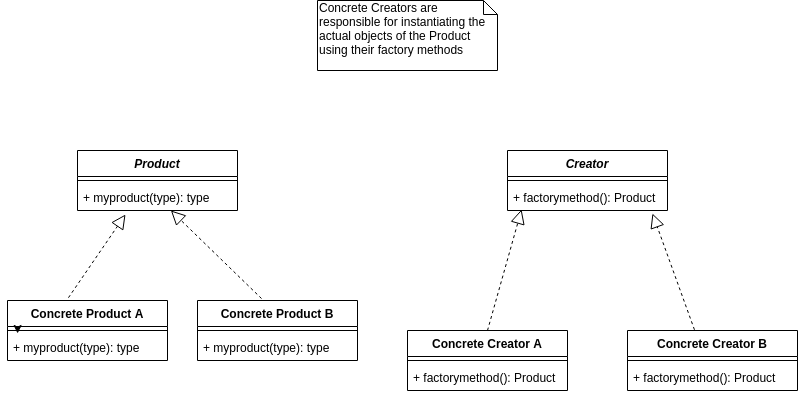 Concrete Creators are
responsible for instantiating the
actual objects of the Product
using their factory methods
Product
+ myproduct(type): type
Creator
+ factorymethod(): Product
Concrete Product A
+ myproduct(type): type
Concrete Product B
+ myproduct(type): type
Concrete Creator A
+ factorymethod(): Product
Concrete Creator B
+ factorymethod(): Product